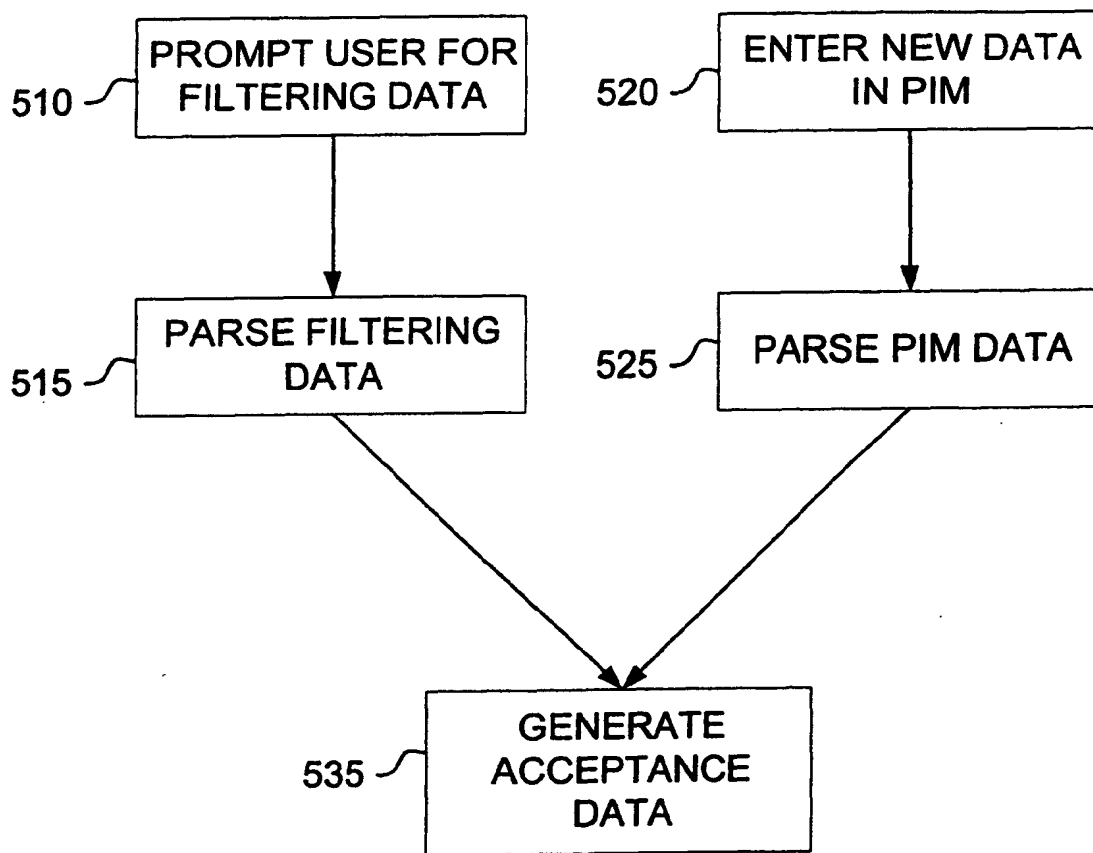 PROMPT USER FOR
FILTERING DATA
510
ENTER NEW DATA
IN PIM
520
PARSE FILTERING
DATA
515
PARSE PIM DATA
525
GENERATE
ACCEPTANCE
DATA
535